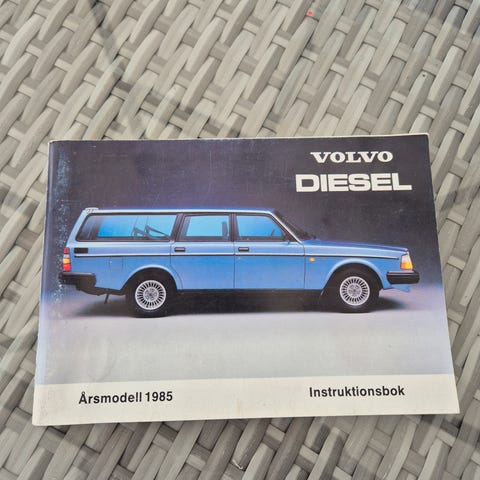 VOLVO
DIESEL
Årsmodell 1985
Instruktionsbok